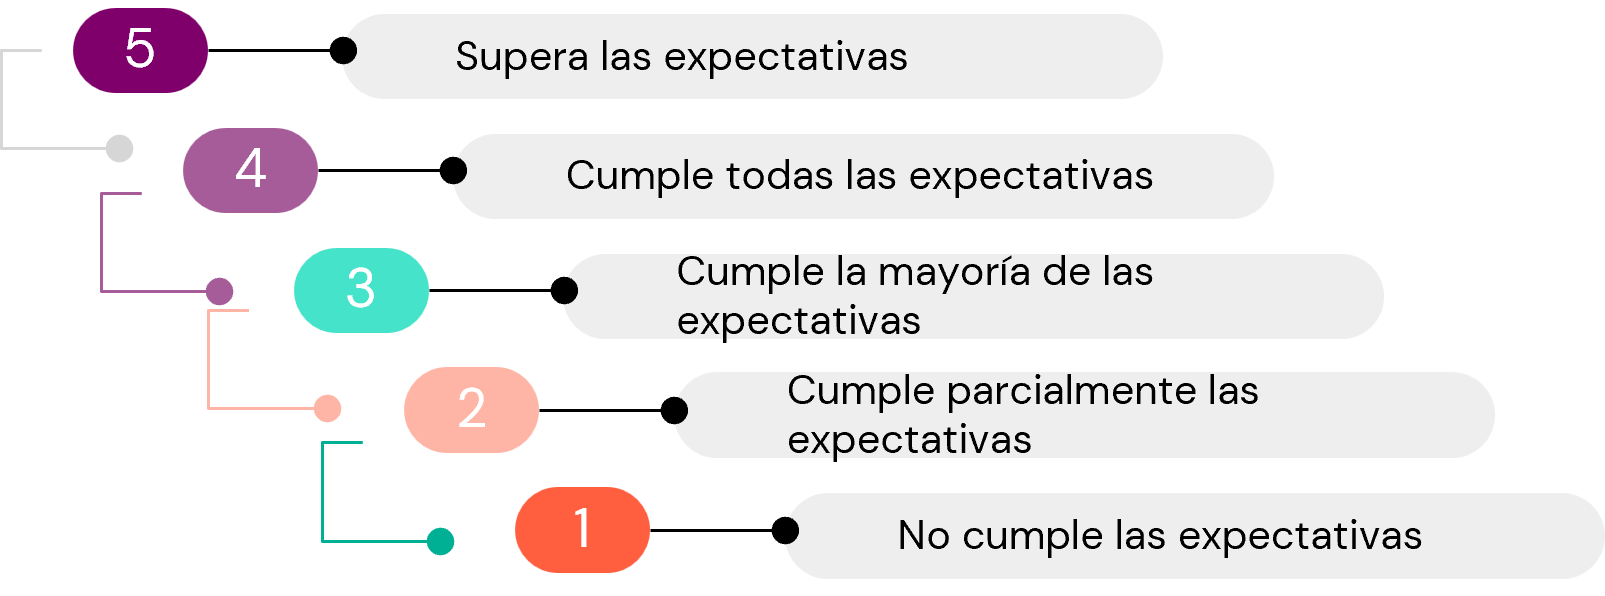 5
Supera las expectativas
4
Cumple todas las expectativas
3
Cumple la mayoría de las
expectativas
2
Cumple parcialmente las
expectativas
1
No cumple las expectativas